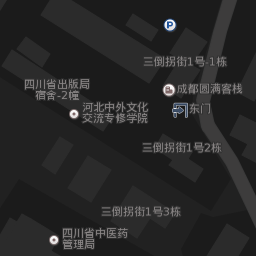 P
三倒拐街1号-1栋
四川省出版局
宿舍-2幢
成都圆满客栈
河北中外文化
交流专修学院
东门
三倒拐街1号2栋
三倒拐街1号3栋
四川省中医药
管理局